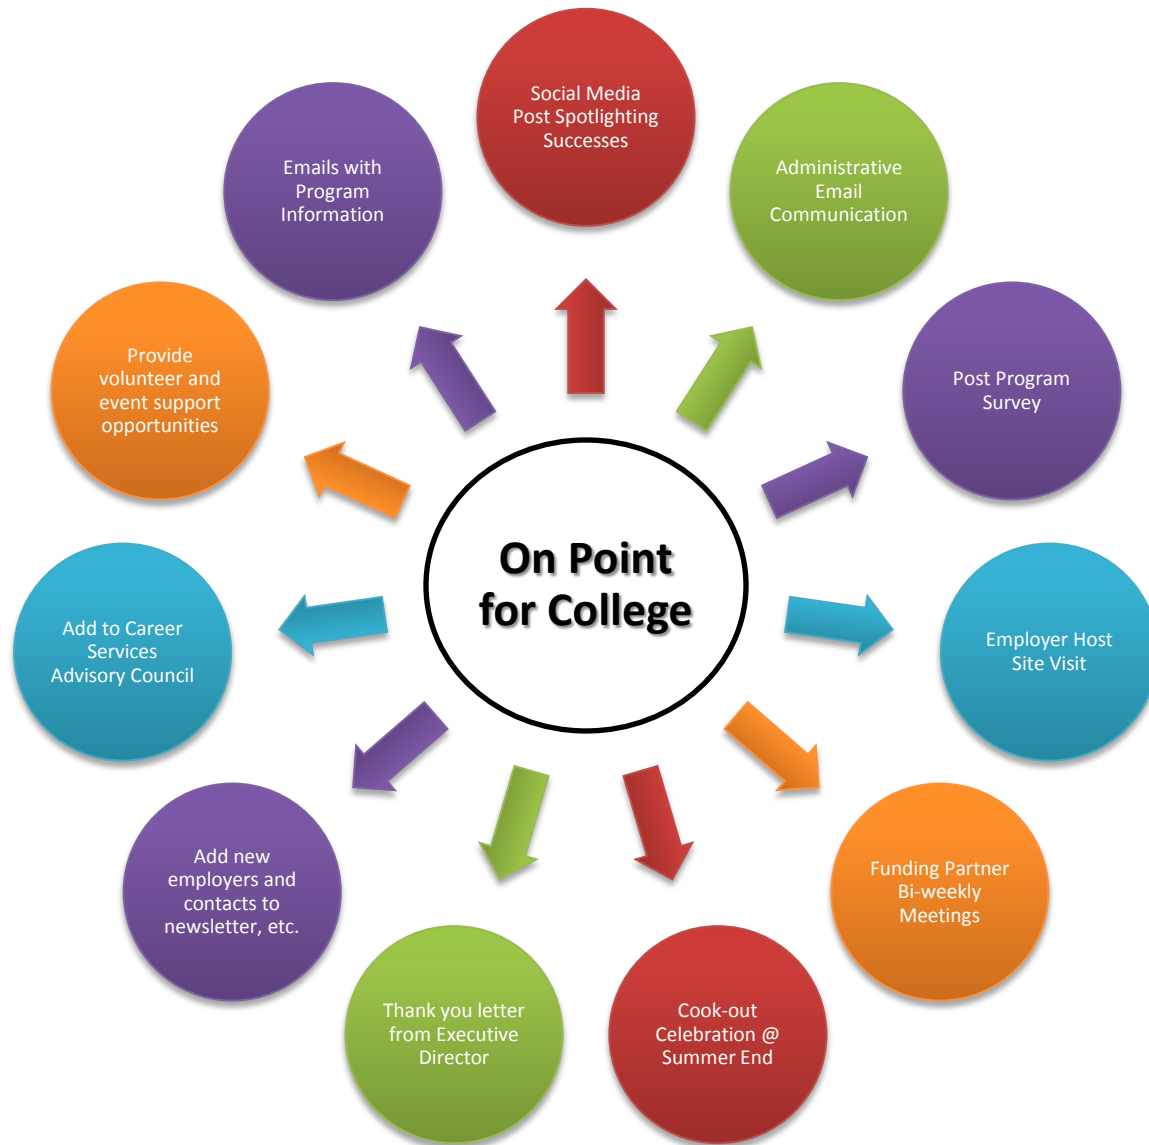 Social Media
Post Spotlighting
Successes
Administrative
Email
Communication
Post Program
Survey
Employer Host
Site Visit
Funding Partner
Bi-weekly
Meetings
Cook-out
Celebration @
Summer End
Thank you letter
from Executive
Director
Add new
employers and
contacts to
newsletter, etc.
Add to Career
Services
Advisory Council
Provide
volunteer and
event support
opportunities
Emails with
Program
Information
On Point
for College